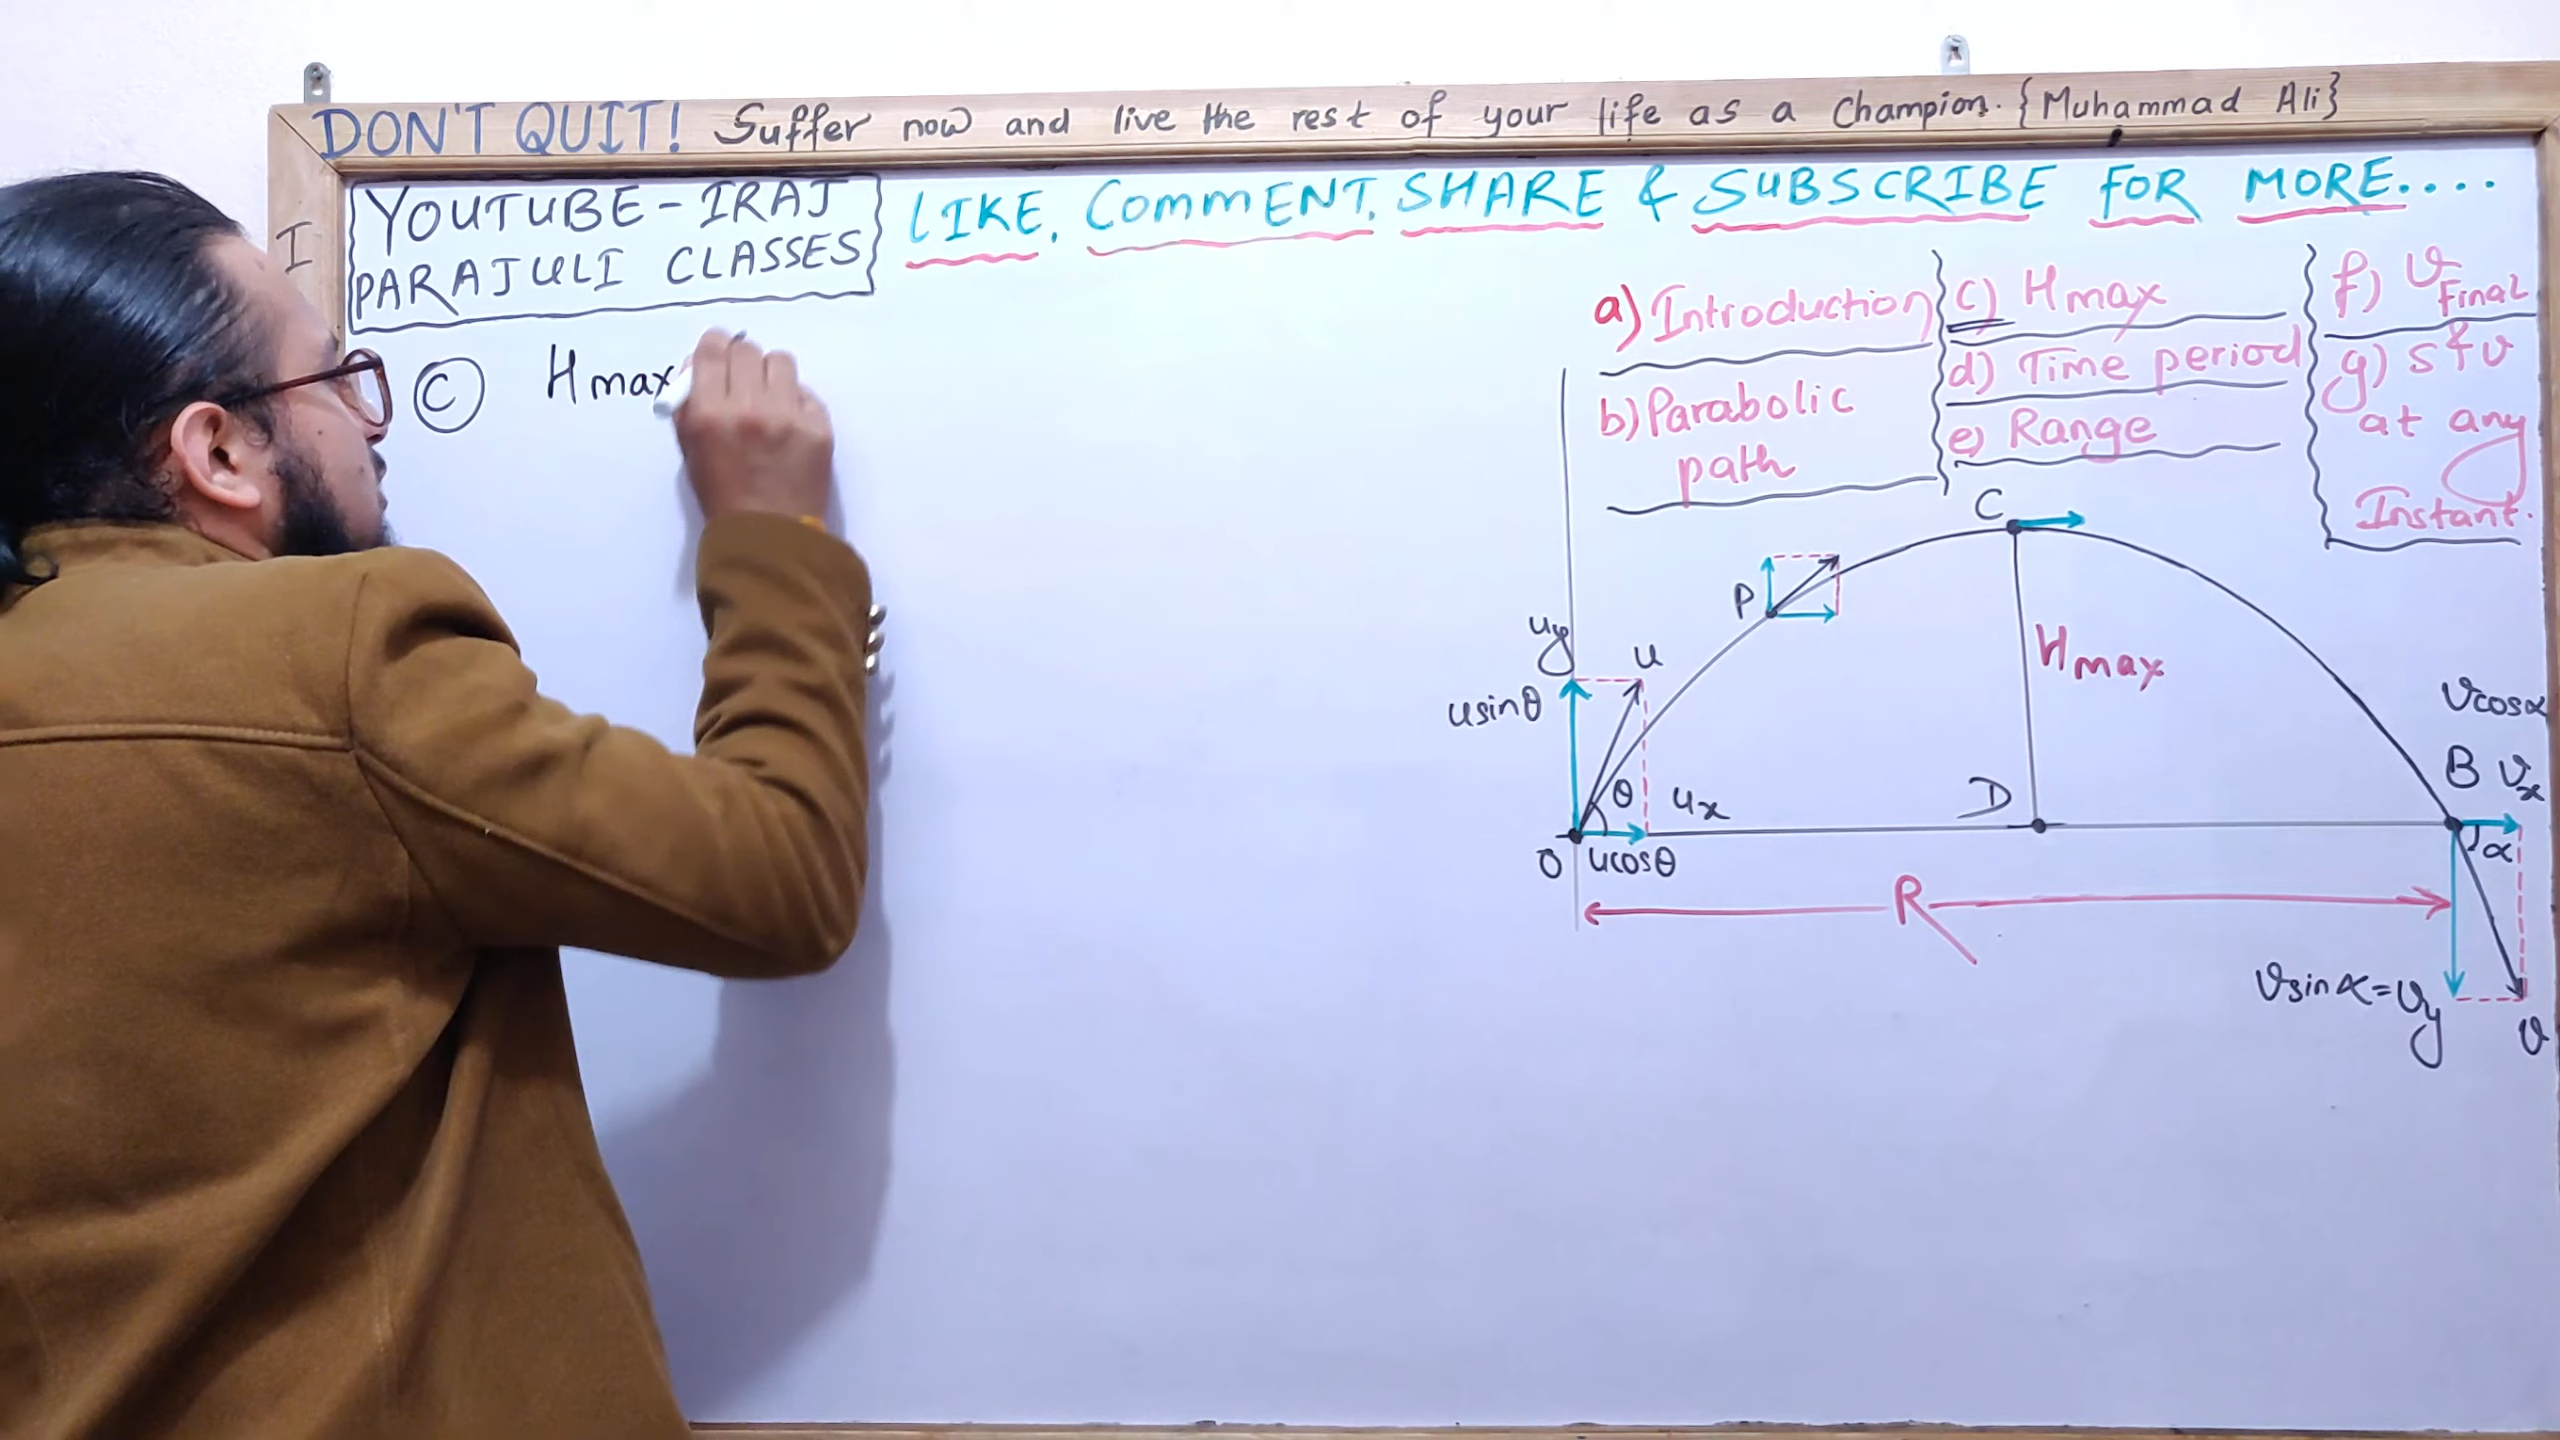 DON'T QUIT! Suffer now and live the rest of your life as a Champion. {Muhammad Ali}
I
YOUTUBE - IRAJ
PARAJULI CLASSES
LIKE, COMMENT, SHARE & SUBSCRIBE FOR MORE....
© Hmax
a) Introduction
b) Parabolic
path
c) Hmax
d) Time period
e) Range
f) vFinal
g) s & v
at any
Instant.
C
P
uy
u
usinθ
Hmax
θ
ux
D
O
ucosθ
R
vcosα
B vx
α
vsinα=vy
v